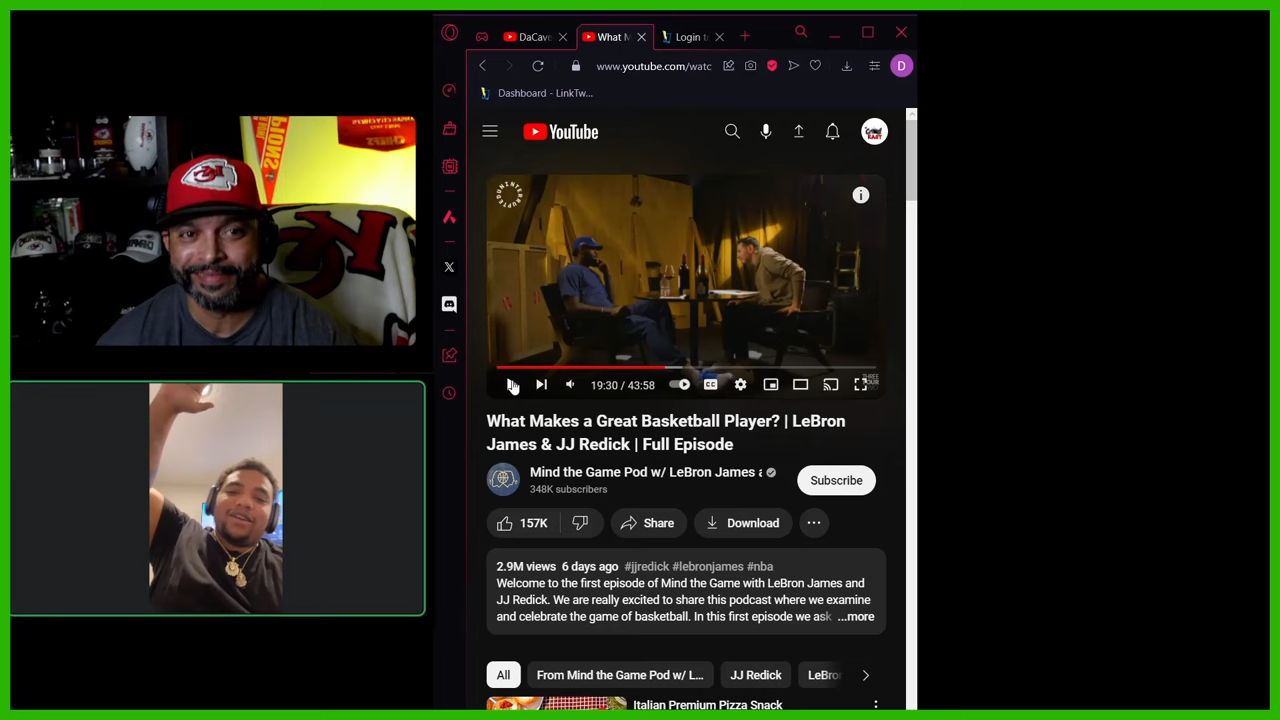 DaCave
What M
Login t
www.youtube.com/watc
D
Dashboard - LinkTw...
YouTube
UNINTERRUPTED
19:30 / 43:58
CC
What Makes a Great Basketball Player? | LeBron
James & JJ Redick | Full Episode
Mind the Game Pod w/ LeBron James a
348K subscribers
Subscribe
157K
Share
Download
2.9M views 6 days ago #jjredick #lebronjames #nba
Welcome to the first episode of Mind the Game with LeBron James and
JJ Redick. We are really excited to share this podcast where we examine
and celebrate the game of basketball. In this first episode we ask ...more
All
From Mind the Game Pod w/ L...
JJ Redick
LeBro
Italian Premium Pizza Snack
KC